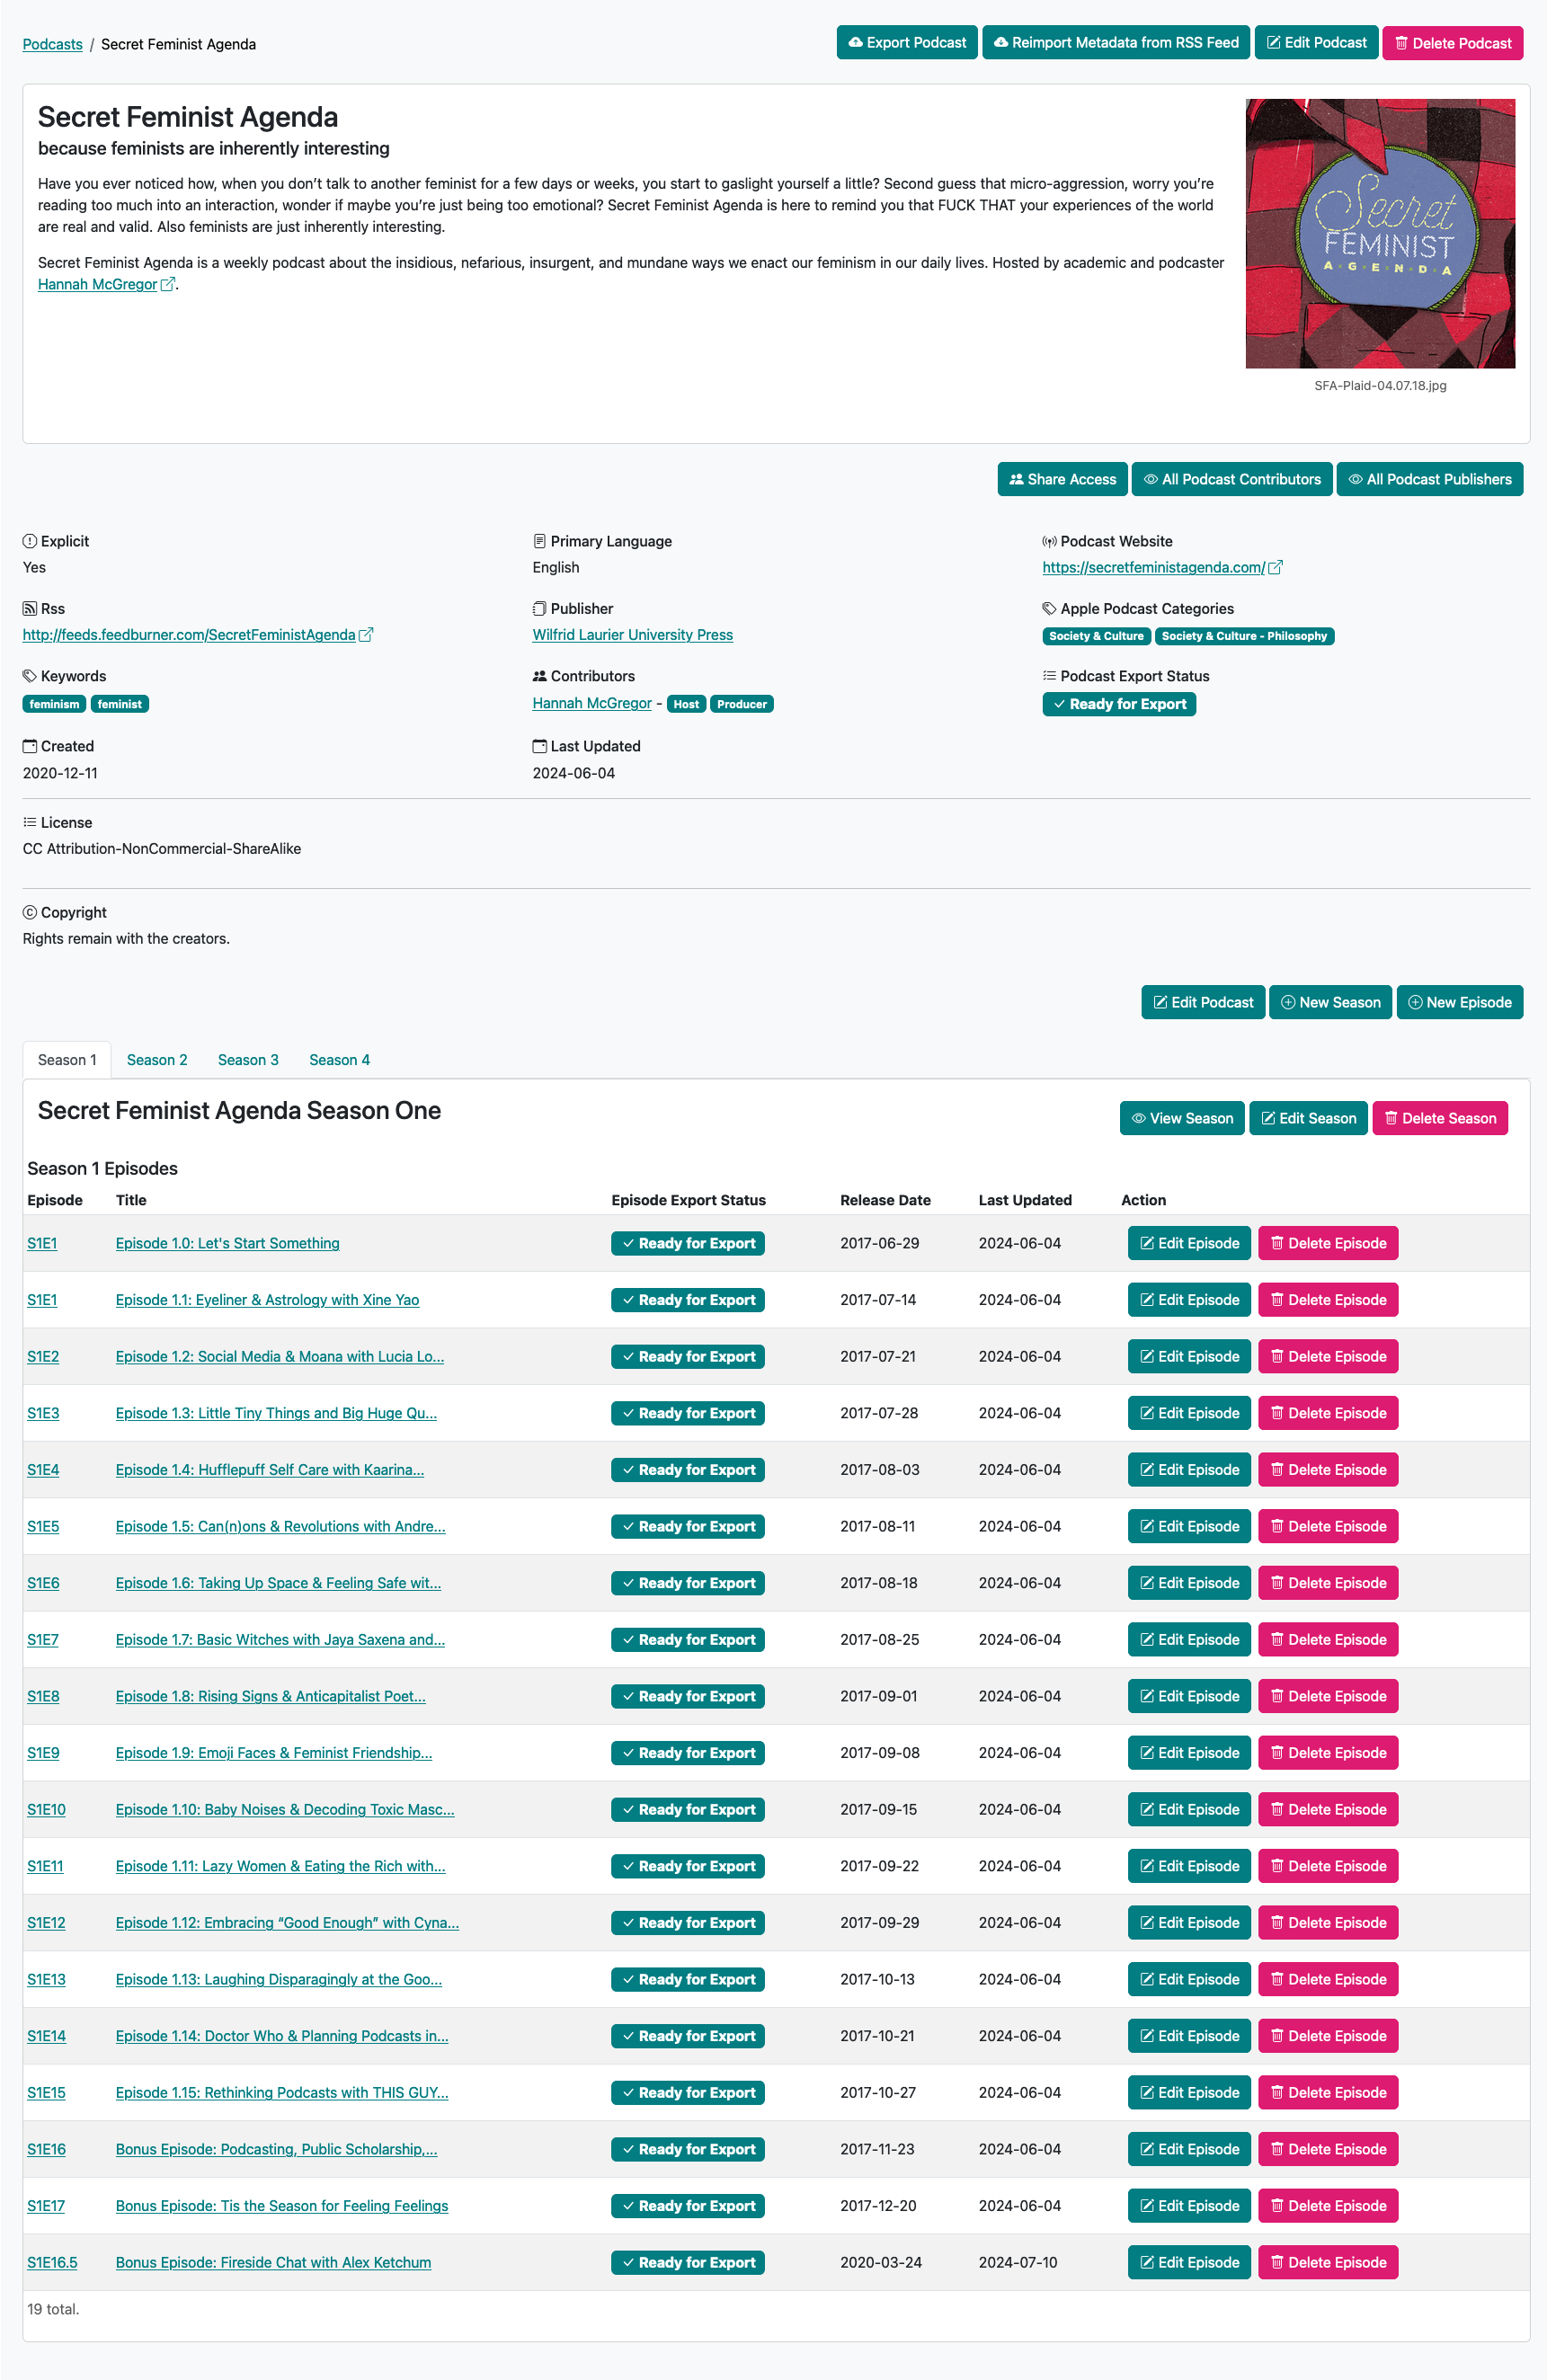 Podcasts / Secret Feminist Agenda
Export Podcast Reimport Metadata from RSS Feed Edit Podcast Delete Podcast
Secret Feminist Agenda
because feminists are inherently interesting
Have you ever noticed how, when you don’t talk to another feminist for a few days or weeks, you start to gaslight yourself a little? Second guess that micro-aggression, worry you’re
reading too much into an interaction, wonder if maybe you’re just being too emotional? Secret Feminist Agenda is here to remind you that FUCK THAT your experiences of the world
are real and valid. Also feminists are just inherently interesting.
Secret Feminist Agenda is a weekly podcast about the insidious, nefarious, insurgent, and mundane ways we enact our feminism in our daily lives. Hosted by academic and podcaster
Hannah McGregor.
Secret
FEMINIST
AGENDA
SFA-Plaid-04.07.18.jpg
Share Access All Podcast Contributors All Podcast Publishers
Explicit
Yes
Primary Language
English
Podcast Website
https://secretfeministagenda.com/
Rss
http://feeds.feedburner.com/SecretFeministAgenda
Publisher
Wilfrid Laurier University Press
Apple Podcast Categories
Society & Culture Society & Culture - Philosophy
Keywords
feminism feminist
Contributors
Hannah McGregor - Host Producer
Podcast Export Status
Ready for Export
Created
2020-12-11
Last Updated
2024-06-04
License
CC Attribution-NonCommercial-ShareAlike
Copyright
Rights remain with the creators.
Edit Podcast New Season New Episode
Season 1 Season 2 Season 3 Season 4
Secret Feminist Agenda Season One
View Season Edit Season Delete Season
Season 1 Episodes
Episode Title Episode Export Status Release Date Last Updated Action
S1E1 Episode 1.0: Let's Start Something Ready for Export 2017-06-29 2024-06-04 Edit Episode Delete Episode
S1E1 Episode 1.1: Eyeliner & Astrology with Xine Yao Ready for Export 2017-07-14 2024-06-04 Edit Episode Delete Episode
S1E2 Episode 1.2: Social Media & Moana with Lucia Lo... Ready for Export 2017-07-21 2024-06-04 Edit Episode Delete Episode
S1E3 Episode 1.3: Little Tiny Things and Big Huge Qu... Ready for Export 2017-07-28 2024-06-04 Edit Episode Delete Episode
S1E4 Episode 1.4: Hufflepuff Self Care with Kaarina... Ready for Export 2017-08-03 2024-06-04 Edit Episode Delete Episode
S1E5 Episode 1.5: Can(n)ons & Revolutions with Andre... Ready for Export 2017-08-11 2024-06-04 Edit Episode Delete Episode
S1E6 Episode 1.6: Taking Up Space & Feeling Safe wit... Ready for Export 2017-08-18 2024-06-04 Edit Episode Delete Episode
S1E7 Episode 1.7: Basic Witches with Jaya Saxena and... Ready for Export 2017-08-25 2024-06-04 Edit Episode Delete Episode
S1E8 Episode 1.8: Rising Signs & Anticapitalist Poet... Ready for Export 2017-09-01 2024-06-04 Edit Episode Delete Episode
S1E9 Episode 1.9: Emoji Faces & Feminist Friendship... Ready for Export 2017-09-08 2024-06-04 Edit Episode Delete Episode
S1E10 Episode 1.10: Baby Noises & Decoding Toxic Masc... Ready for Export 2017-09-15 2024-06-04 Edit Episode Delete Episode
S1E11 Episode 1.11: Lazy Women & Eating the Rich with... Ready for Export 2017-09-22 2024-06-04 Edit Episode Delete Episode
S1E12 Episode 1.12: Embracing “Good Enough” with Cyna... Ready for Export 2017-09-29 2024-06-04 Edit Episode Delete Episode
S1E13 Episode 1.13: Laughing Disparagingly at the Goo... Ready for Export 2017-10-13 2024-06-04 Edit Episode Delete Episode
S1E14 Episode 1.14: Doctor Who & Planning Podcasts in... Ready for Export 2017-10-21 2024-06-04 Edit Episode Delete Episode
S1E15 Episode 1.15: Rethinking Podcasts with THIS GUY... Ready for Export 2017-10-27 2024-06-04 Edit Episode Delete Episode
S1E16 Bonus Episode: Podcasting, Public Scholarship,... Ready for Export 2017-11-23 2024-06-04 Edit Episode Delete Episode
S1E17 Bonus Episode: Tis the Season for Feeling Feelings Ready for Export 2017-12-20 2024-06-04 Edit Episode Delete Episode
S1E16.5 Bonus Episode: Fireside Chat with Alex Ketchum Ready for Export 2020-03-24 2024-07-10 Edit Episode Delete Episode
19 total.